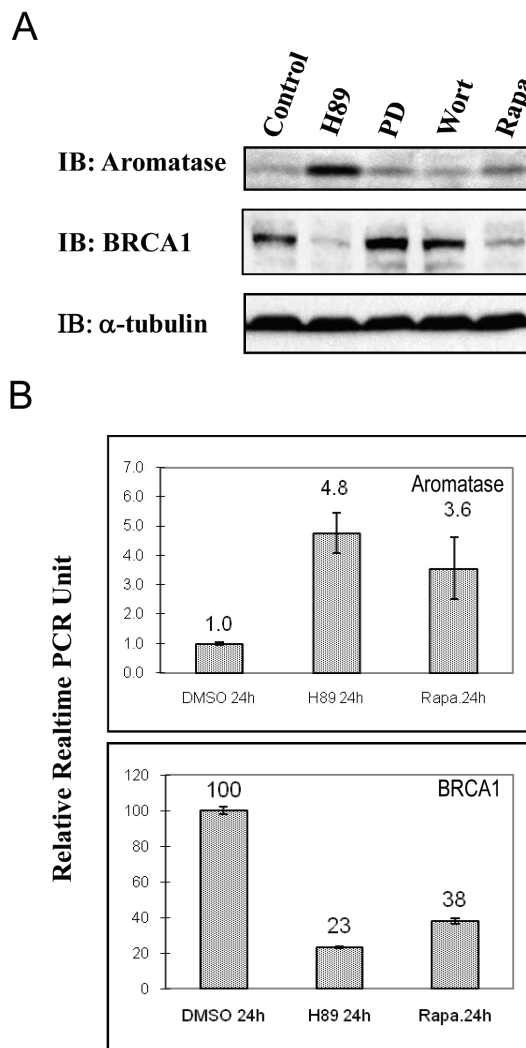 A
Control H89 PD Wort Rapa
IB: Aromatase
IB: BRCA1
IB: α-tubulin
B
Relative Realtime PCR Unit
Aromatase
7.0
6.0
5.0
4.0
3.0
2.0
1.0
0.0
1.0
4.8
3.6
DMSO 24h H89 24h Rapa.24h
BRCA1
120
100
80
60
40
20
0
100
23
38
DMSO 24h H89 24h Rapa.24h